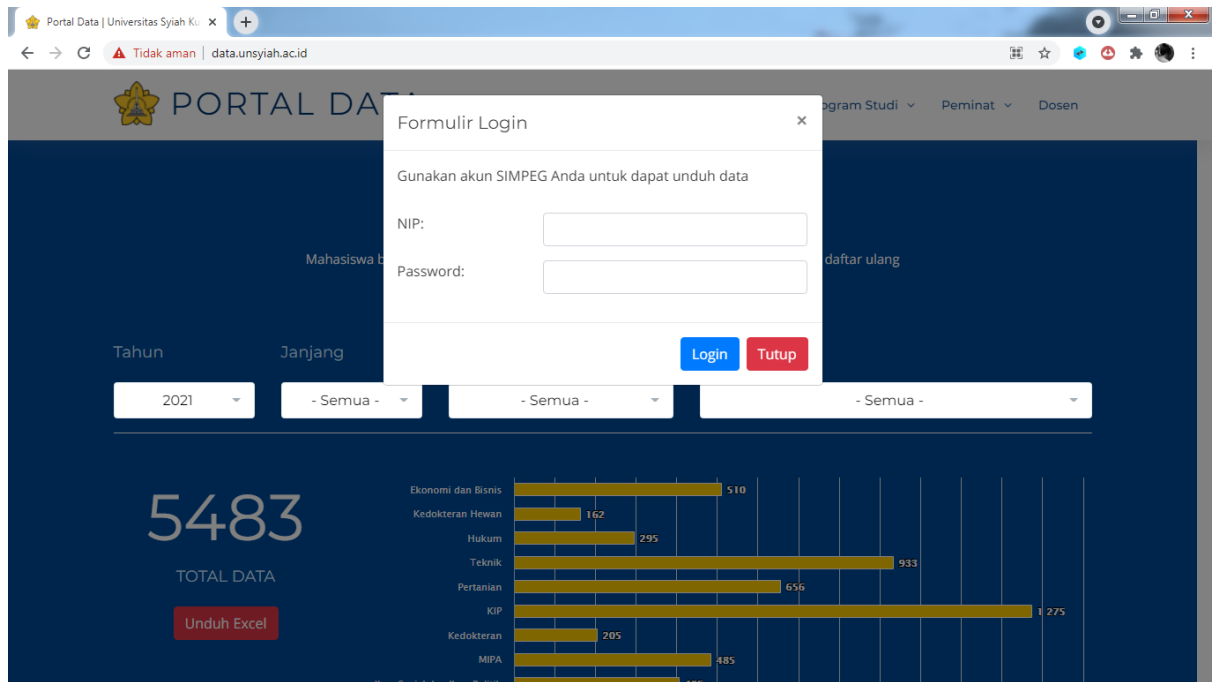 Portal Data | Universitas Syiah Ku
Tidak aman | data.unsyiah.ac.id
PORTAL DATA
ogram Studi
Peminat
Dosen
Formulir Login
×
Gunakan akun SIMPEG Anda untuk dapat unduh data
NIP:
Password:
Login
Tutup
Mahasiswa b
daftar ulang
Tahun
Janjang
2021
- Semua -
- Semua -
- Semua -
5483
TOTAL DATA
Unduh Excel
Ekonomi dan Bisnis 510
Kedokteran Hewan 162
Hukum 295
Teknik 933
Pertanian 656
KIP 1 275
Kedokteran 205
MIPA 485